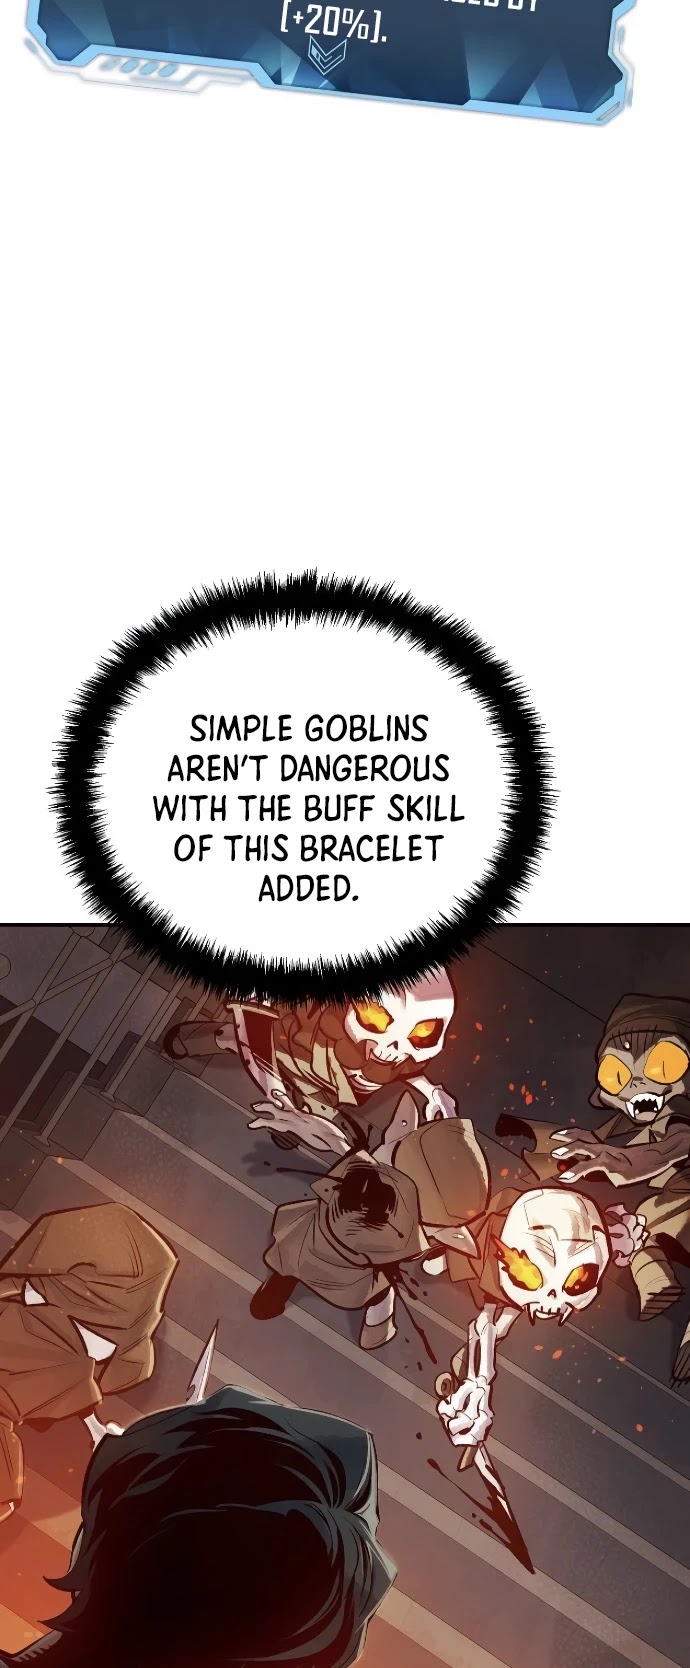 [+20%].
SIMPLE GOBLINS
AREN'T DANGEROUS
WITH THE BUFF SKILL
OF THIS BRACELET
ADDED.